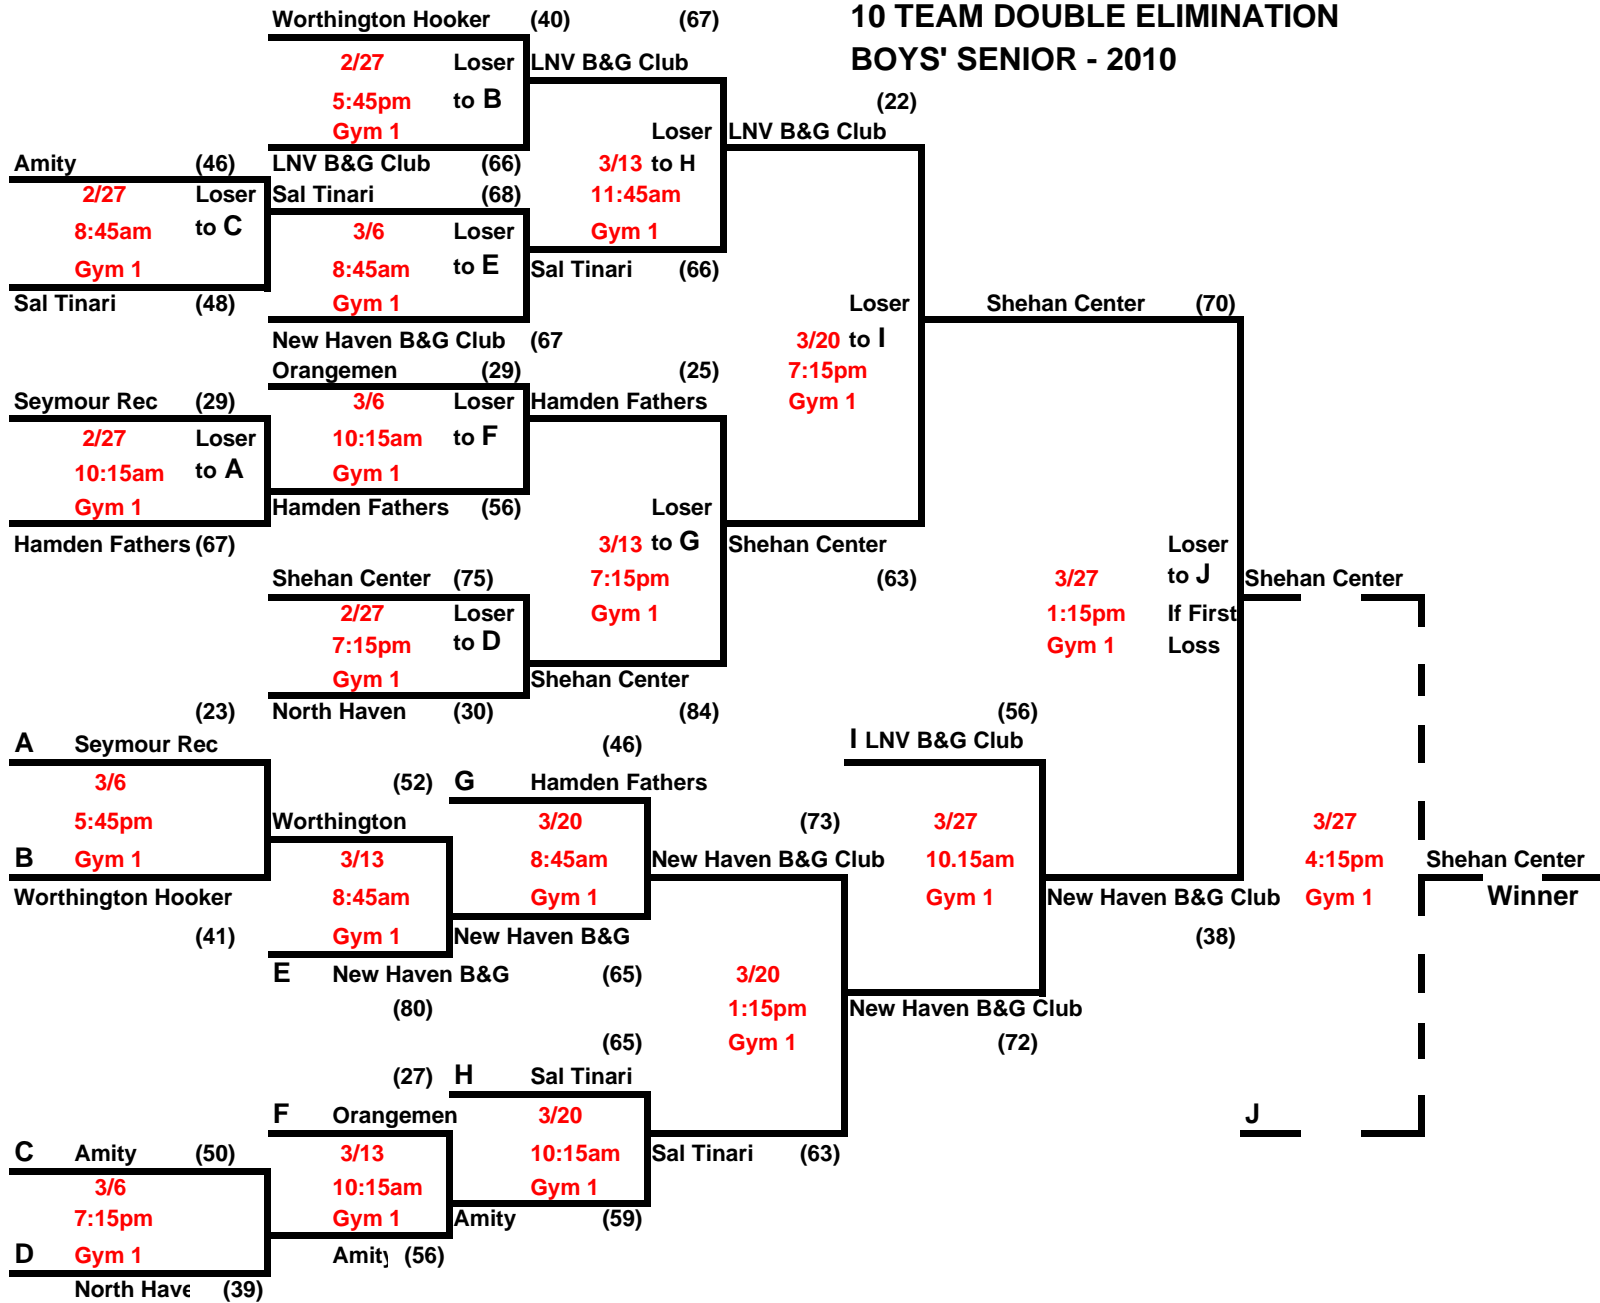 10 TEAM DOUBLE ELIMINATION
BOYS' SENIOR - 2010
Worthington Hooker (40) (67)
2/27 Loser LNV B&G Club
5:45pm to B (22)
Gym 1 Loser LNV B&G Club
Amity (46) LNV B&G Club (66) 3/13 to H
2/27 Loser Sal Tinari (68) 11:45am
8:45am to C 3/6 Loser Gym 1
Gym 1 8:45am to E Sal Tinari (66)
Sal Tinari (48) Gym 1 Loser Shehan Center (70)
New Haven B&G Club (67 3/20 to I
Orangemen (29) (25) 7:15pm
Seymour Rec (29) 3/6 Loser Hamden Fathers Gym 1
2/27 Loser 10:15am to F
10:15am to A Gym 1
Gym 1 Hamden Fathers (56) Loser
Hamden Fathers (67) 3/13 to G Shehan Center Loser
Shehan Center (75) 7:15pm (63) 3/27 to J Shehan Center
2/27 Loser Gym 1 1:15pm If First
7:15pm to D Gym 1 Loss
Gym 1 Shehan Center
(23) North Haven (30) (84) (56)
A Seymour Rec (46) I LNV B&G Club
3/6 (52) G Hamden Fathers
5:45pm Worthington 3/20 (73) 3/27 3/27
B Gym 1 3/13 8:45am New Haven B&G Club 10.15am 4:15pm Shehan Center
Worthington Hooker 8:45am Gym 1 Gym 1 New Haven B&G Club Gym 1 Winner
(41) Gym 1 New Haven B&G (38)
E New Haven B&G (65) 3/20
(80) 1:15pm New Haven B&G Club
(65) Gym 1 (72)
(27) H Sal Tinari
F Orangemen 3/20 J
C Amity (50) 3/13 10:15am Sal Tinari (63)
3/6 10:15am Gym 1
7:15pm Gym 1 Amity (59)
D Gym 1 Amity (56)
North Have (39)